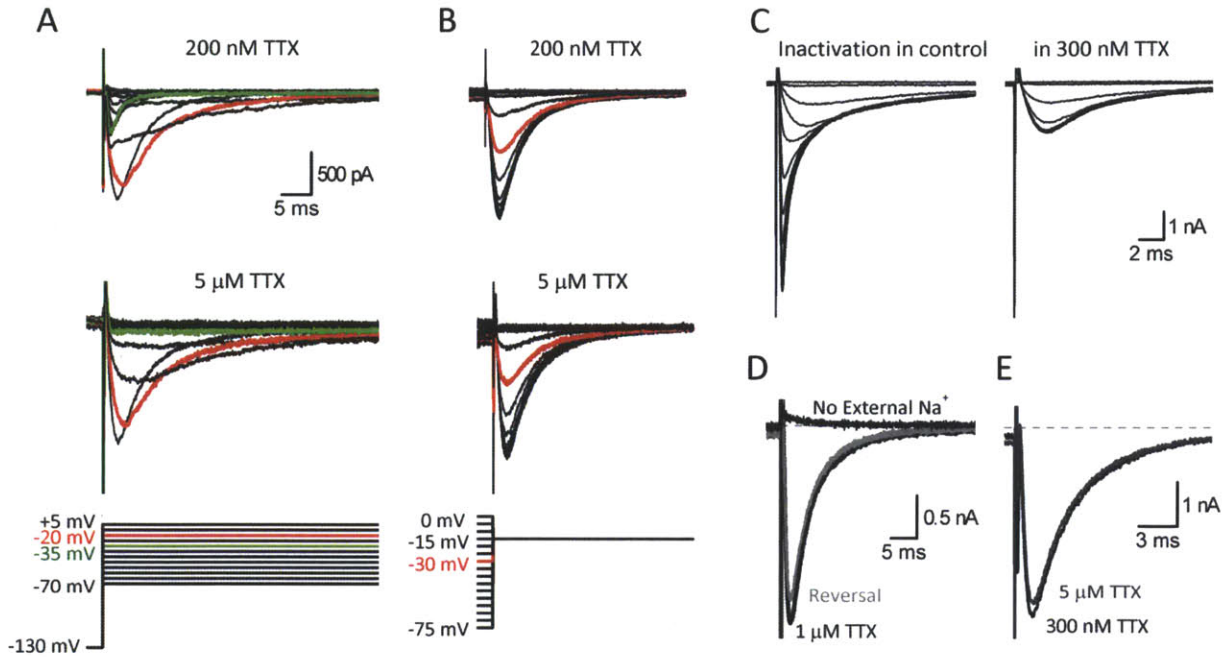 A
200 nM TTX
500 pA
5 ms
5 μM TTX
+5 mV
-20 mV
-35 mV
-70 mV
-130 mV
B
200 nM TTX
5 μM TTX
0 mV
-15 mV
-30 mV
-75 mV
C
Inactivation in control
in 300 nM TTX
1 nA
2 ms
D
No External Na⁺
0.5 nA
5 ms
Reversal
1 μM TTX
E
1 nA
3 ms
5 μM TTX
300 nM TTX